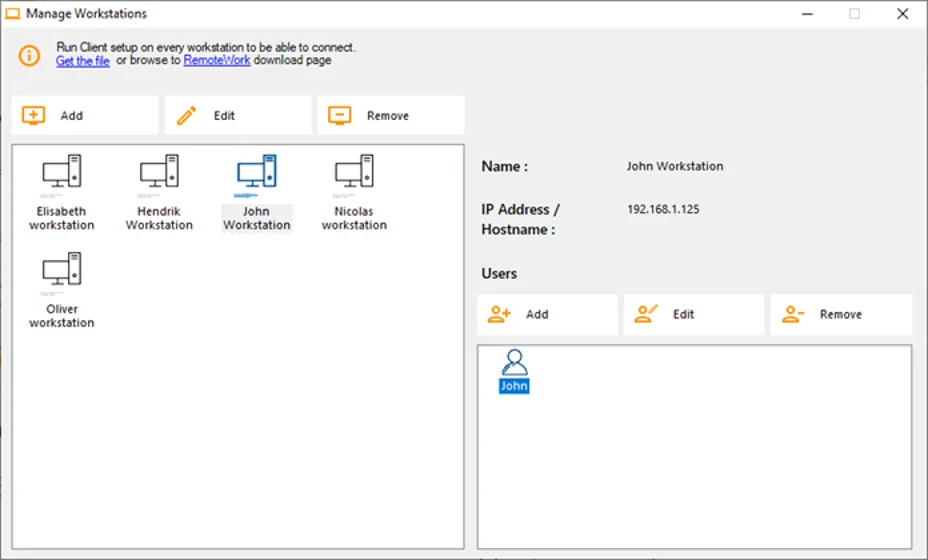 Manage Workstations
Run Client setup on every workstation to be able to connect.
Get the file or browse to RemoteWork download page
Add
Edit
Remove
Elisabeth
workstation
Hendrik
Workstation
John
Workstation
Nicolas
workstation
Oliver
workstation
Name :
John Workstation
IP Address /
Hostname :
192.168.1.125
Users
Add
Edit
Remove
John